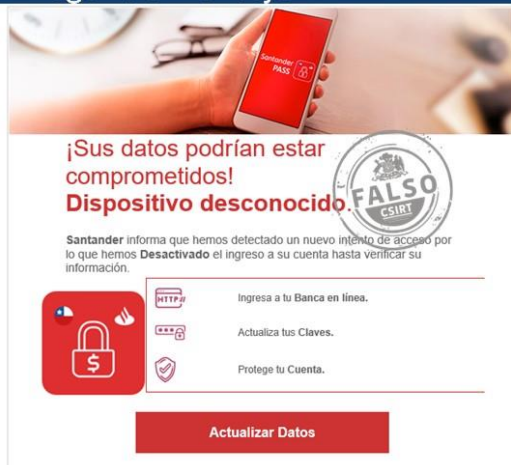 Santander
PASS
¡Sus datos podrían estar
comprometidos!
Dispositivo desconocido.
FALSO
CSIRT
Santander informa que hemos detectado un nuevo intento de acceso por
lo que hemos Desactivado el ingreso a su cuenta hasta verificar su
información.
HTTP://
Ingresa a tu Banca en línea.
Actualiza tus Claves.
$
Protege tu Cuenta.
Actualizar Datos